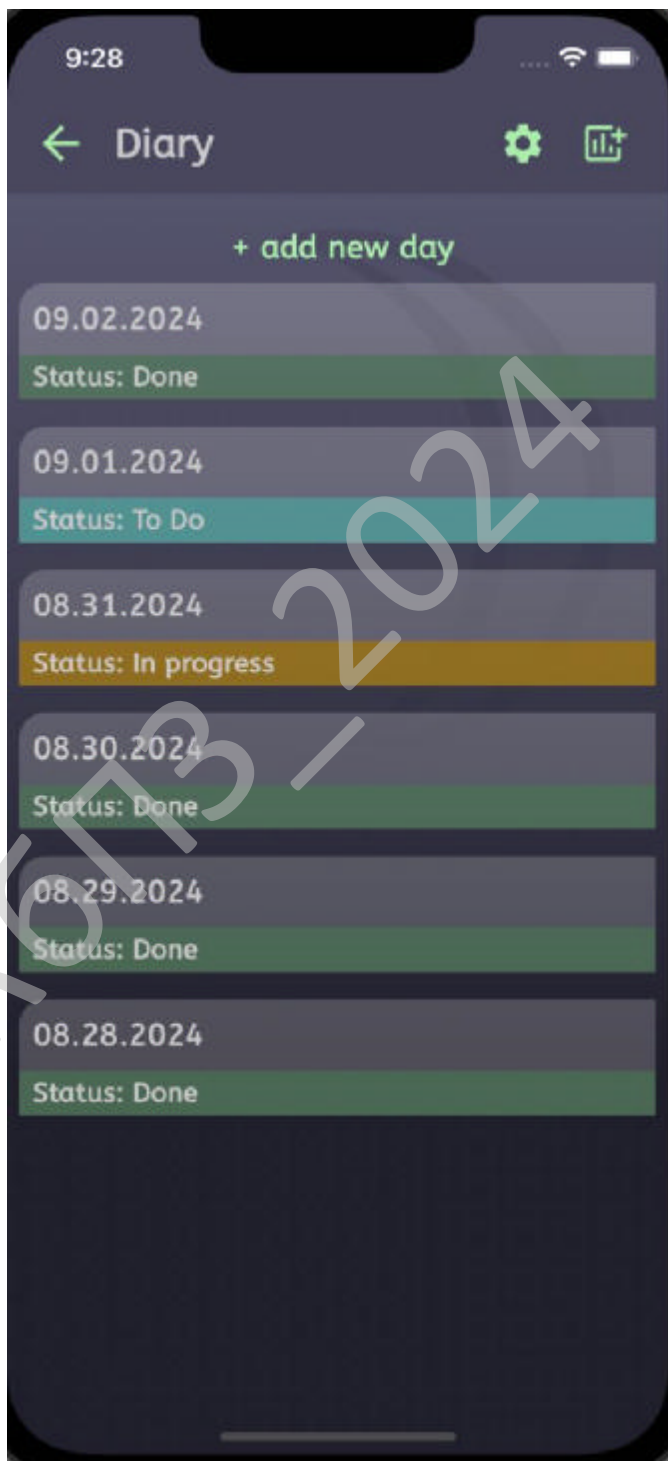 9:28
Diary
+ add new day
09.02.2024
Status: Done
09.01.2024
Status: To Do
08.31.2024
Status: In progress
08.30.2024
Status: Done
08.29.2024
Status: Done
08.28.2024
Status: Done